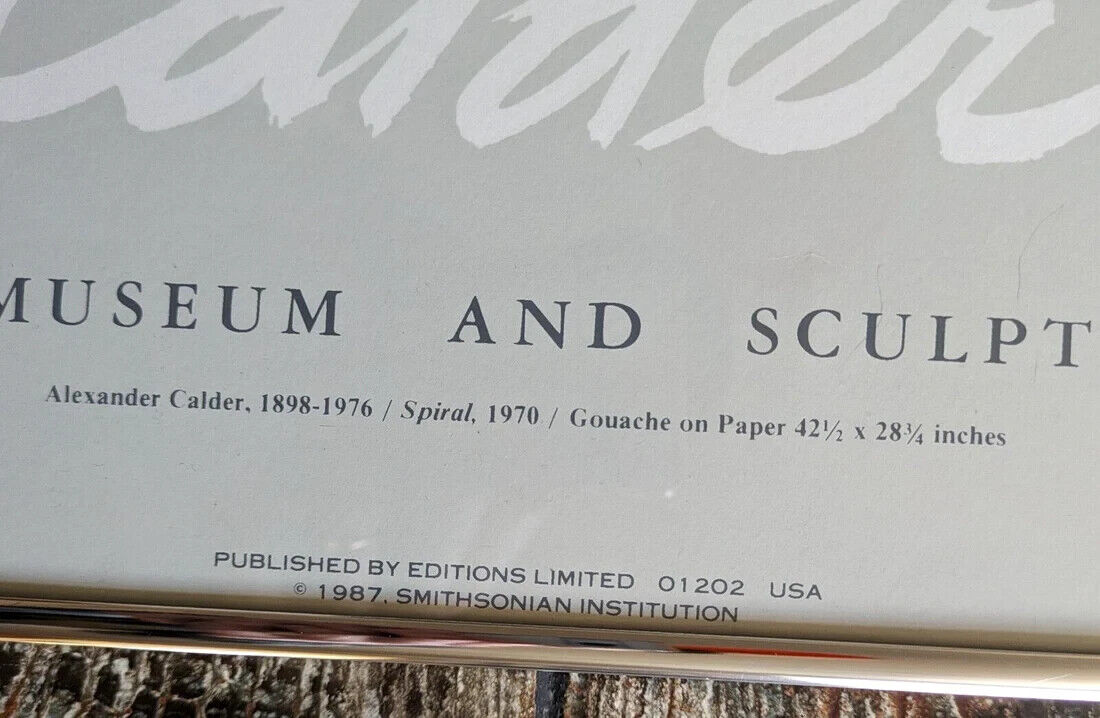 Calder
MUSEUM AND SCULPT
Alexander Calder, 1898-1976 / Spiral, 1970 / Gouache on Paper 42½ x 28¾ inches
PUBLISHED BY EDITIONS LIMITED 01202 USA
© 1987, SMITHSONIAN INSTITUTION